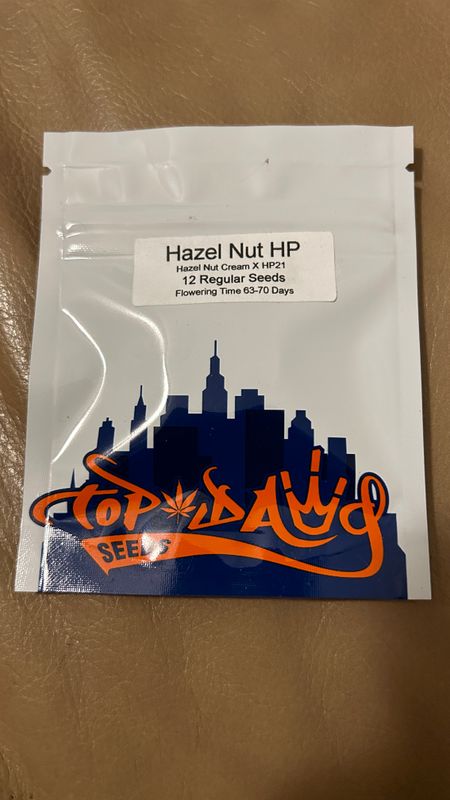 Hazel Nut HP
Hazel Nut Cream X HP21
12 Regular Seeds
Flowering Time 63-70 Days
TOP DAWG
SEEDS